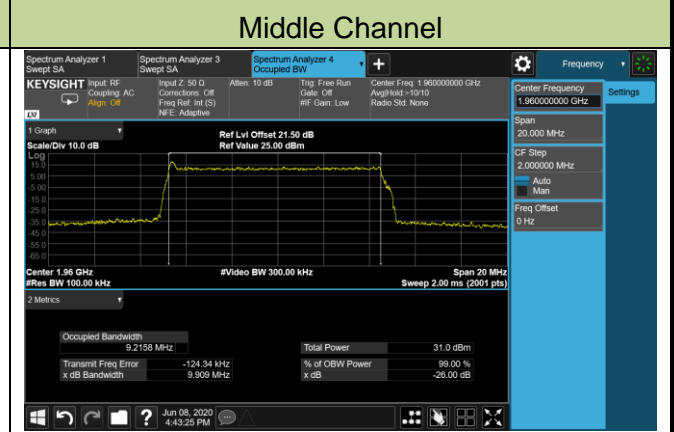 Middle Channel
Spectrum Analyzer 1
Swept SA
Spectrum Analyzer 3
Swept SA
Spectrum Analyzer 4
Occupied BW
Frequency
KEYSIGHT
Input: RF
Coupling: AC
Align: Off
LXI
Input Z: 50 Ω
Corrections: Off
Freq Ref: Int (S)
NFE: Adaptive
Atten: 10 dB
Trig: Free Run
Gate: Off
#IF Gain: Low
Center Freq: 1.960000000 GHz
Avg|Hold:>10/10
Radio Std: None
Center Frequency
1.960000000 GHz
Settings
Span
20.000 MHz
CF Step
2.000000 MHz
Auto
Man
Freq Offset
0 Hz
1 Graph
Scale/Div 10.0 dB
Ref Lvl Offset 21.50 dB
Ref Value 25.00 dBm
Log
15.0
5.00
-5.00
-15.0
-25.0
-35.0
-45.0
-55.0
-65.0
Center 1.96 GHz
#Video BW 300.00 kHz
Span 20 MHz
#Res BW 100.00 kHz
Sweep 2.00 ms (2001 pts)
2 Metrics
Occupied Bandwidth
9.2158 MHz
Total Power 31.0 dBm
Transmit Freq Error -124.34 kHz
% of OBW Power 99.00 %
x dB Bandwidth 9.909 MHz
x dB -26.00 dB
Jun 08, 2020
4:43:25 PM